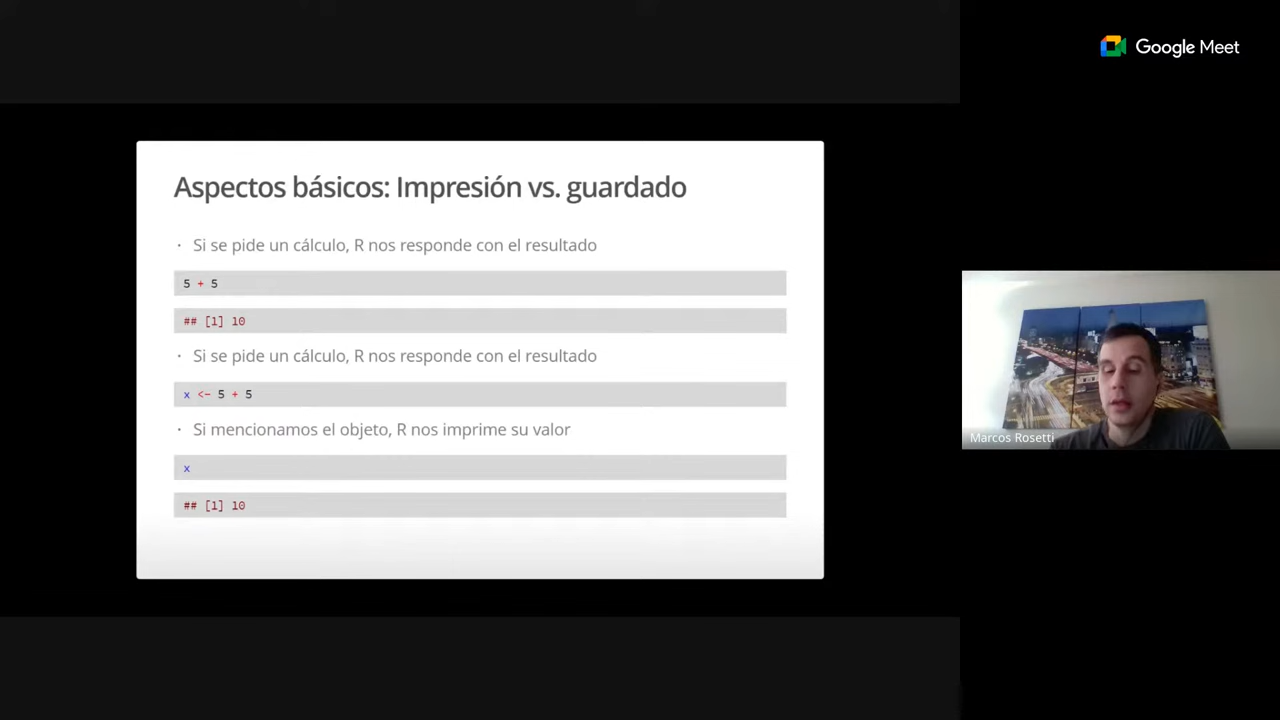 Google Meet
Aspectos básicos: Impresión vs. guardado
· Si se pide un cálculo, R nos responde con el resultado
5 + 5
## [1] 10
· Si se pide un cálculo, R nos responde con el resultado
x <- 5 + 5
· Si mencionamos el objeto, R nos imprime su valor
x
## [1] 10
Marcos Rosetti